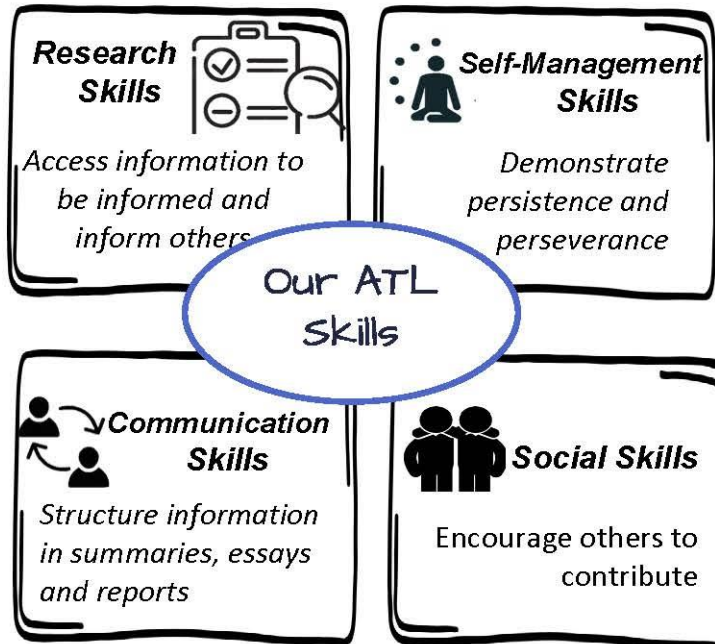 Research
Skills
Access information to
be informed and
inform others
Self-Management
Skills
Demonstrate
persistence and
perseverance
Our ATL
Skills
Communication
Skills
Structure information
in summaries, essays
and reports
Social Skills
Encourage others to
contribute